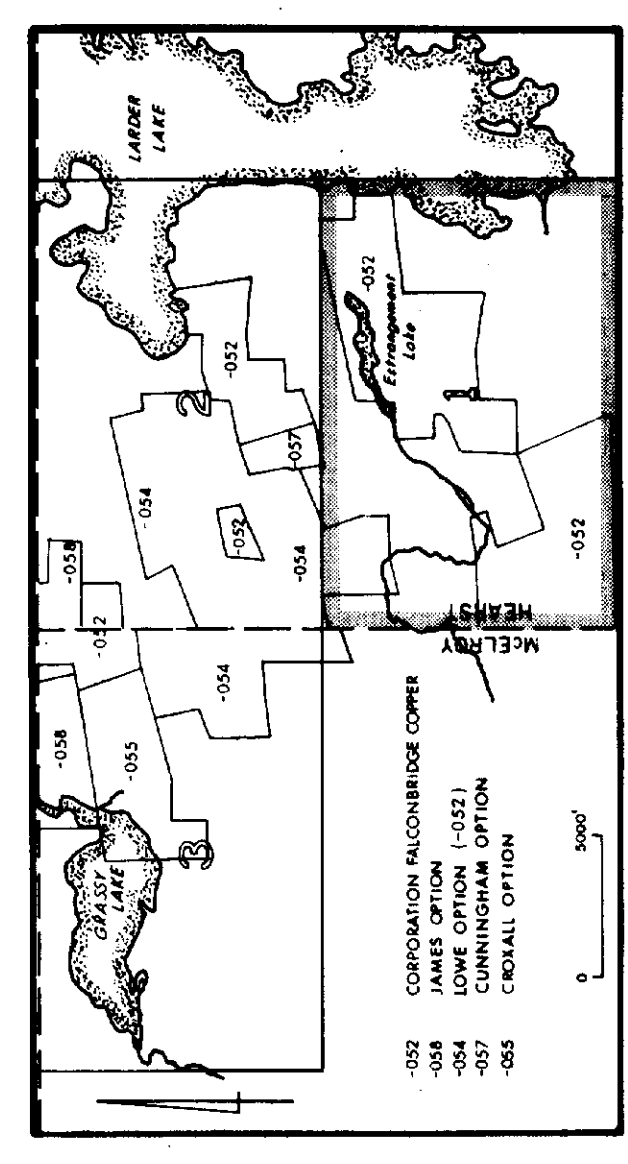 LARDER
LAKE
-052
Estrangement
Lake
-052
2
1
-057
-054
-052
-054
-052
-058
-052
HEARST
McELROY
-054
-058
-055
3
GRASSY
LAKE
-052 CORPORATION FALCONBRIDGE COPPER
-058 JAMES OPTION
-054 LOWE OPTION (-052)
-057 CUNNINGHAM OPTION
-055 CROXALL OPTION
0 5000'